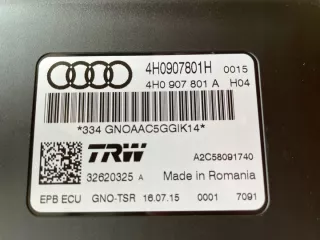 4H0907801H 0015
4H0 907 801 A H04
*334 GNOAAC5GGIK14*
TRW A2C58091740
32620325 A Made in Romania
EPB ECU GNO-TSR 16.07.15 0001 7091